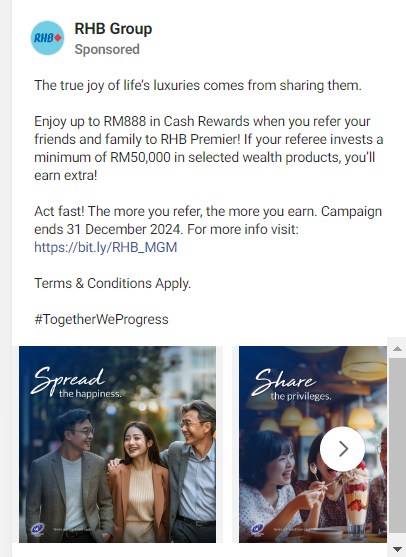 RHB
RHB Group
Sponsored
The true joy of life's luxuries comes from sharing them.
Enjoy up to RM888 in Cash Rewards when you refer your
friends and family to RHB Premier! If your referee invests a
minimum of RM50,000 in selected wealth products, you'll
earn extra!
Act fast! The more you refer, the more you earn. Campaign
ends 31 December 2024. For more info visit:
https://bit.ly/RHB_MGM
Terms & Conditions Apply.
#TogetherWeProgress
Spread
the happiness.
Share
the privileges.